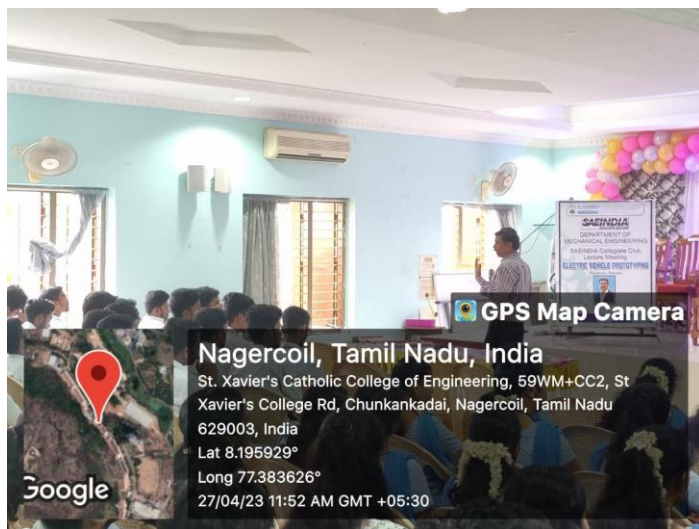 SAEINDIA
DEPARTMENT OF
MECHANICAL ENGINEERING
SAEINDIA Collegiate Club
Lecture Meeting
ELECTRIC VEHICLE PROTOTYPING
GPS Map Camera
Nagercoil, Tamil Nadu, India
St. Xavier's Catholic College of Engineering, 59WM+CC2, St
Xavier's College Rd, Chunkankadai, Nagercoil, Tamil Nadu
629003, India
Lat 8.195929°
Long 77.383626°
27/04/23 11:52 AM GMT +05:30
Google